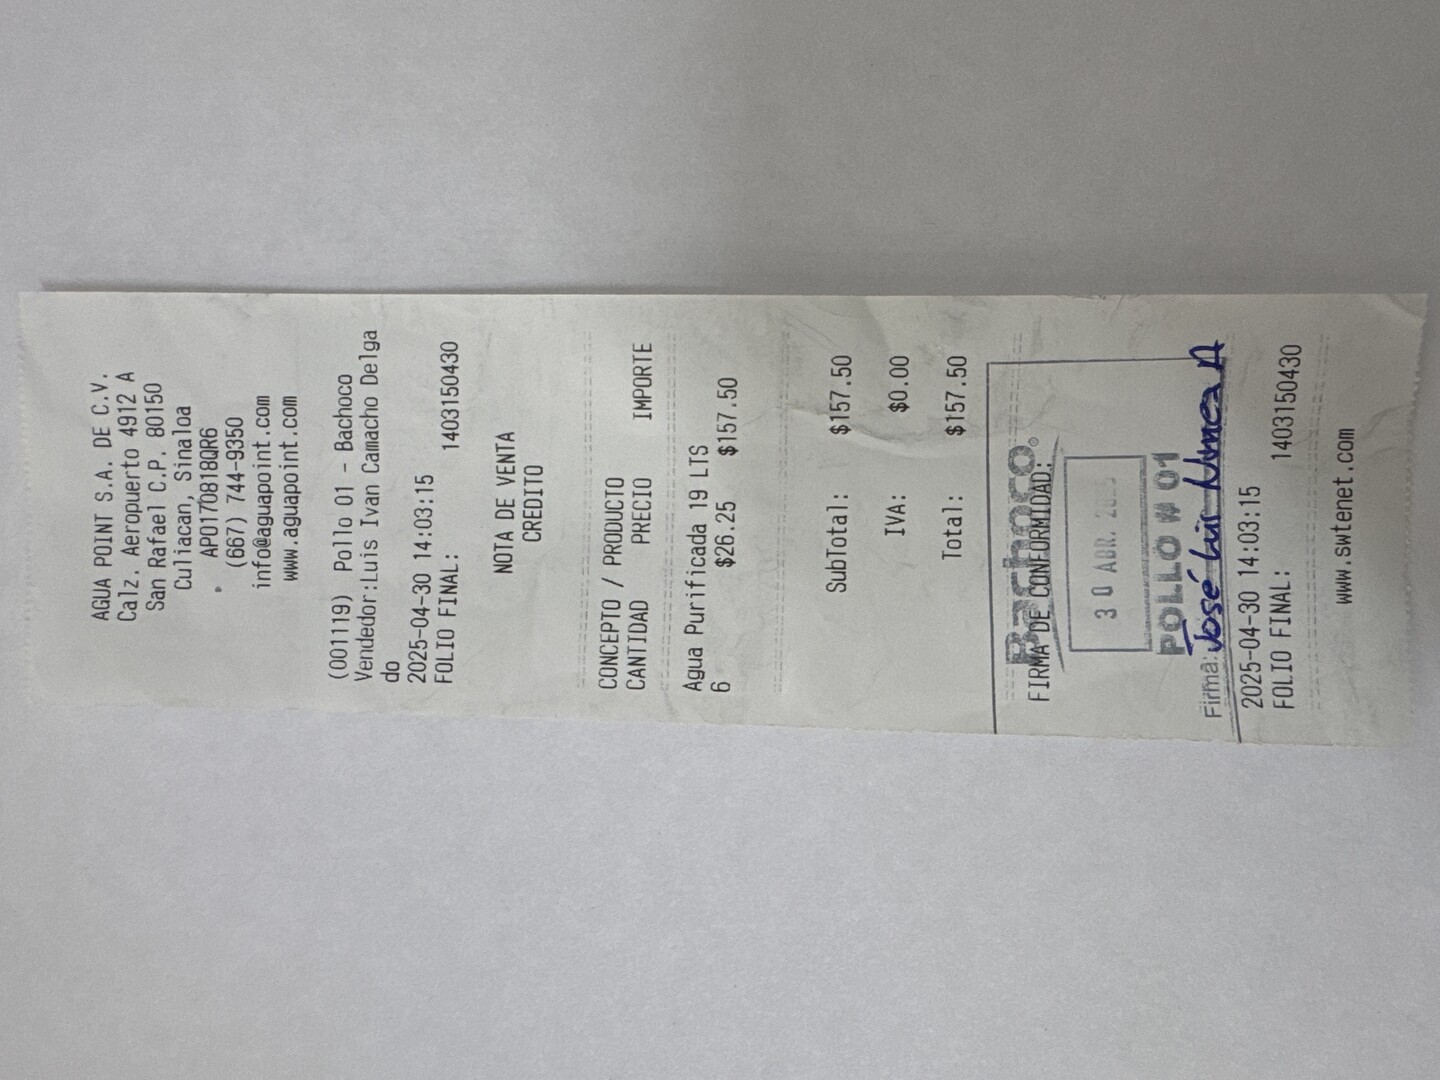 AGUA POINT S.A. DE C.V.
Calz. Aeropuerto 4912 A
San Rafael C.P. 80150
Culiacan, Sinaloa
APO170818QR6
(667) 744-9350
info@aguapoint.com
www.aguapoint.com
(001119) Pollo 01 - Bachoco
Vendedor:Luis Ivan Camacho Delga
do
2025-04-30 14:03:15
FOLIO FINAL: 1403150430
NOTA DE VENTA
CREDITO
CONCEPTO / PRODUCTO
CANTIDAD PRECIO IMPORTE
Agua Purificada 19 LTS
6 $26.25 $157.50
SubTotal: $157.50
IVA: $0.00
Total: $157.50
Bachoco®
FIRMA DE CONFORMIDAD:
30 ABR. 2025
POLLO # 01
Firma: José Luis Nuñez A
2025-04-30 14:03:15
FOLIO FINAL: 1403150430
www.swtenet.com